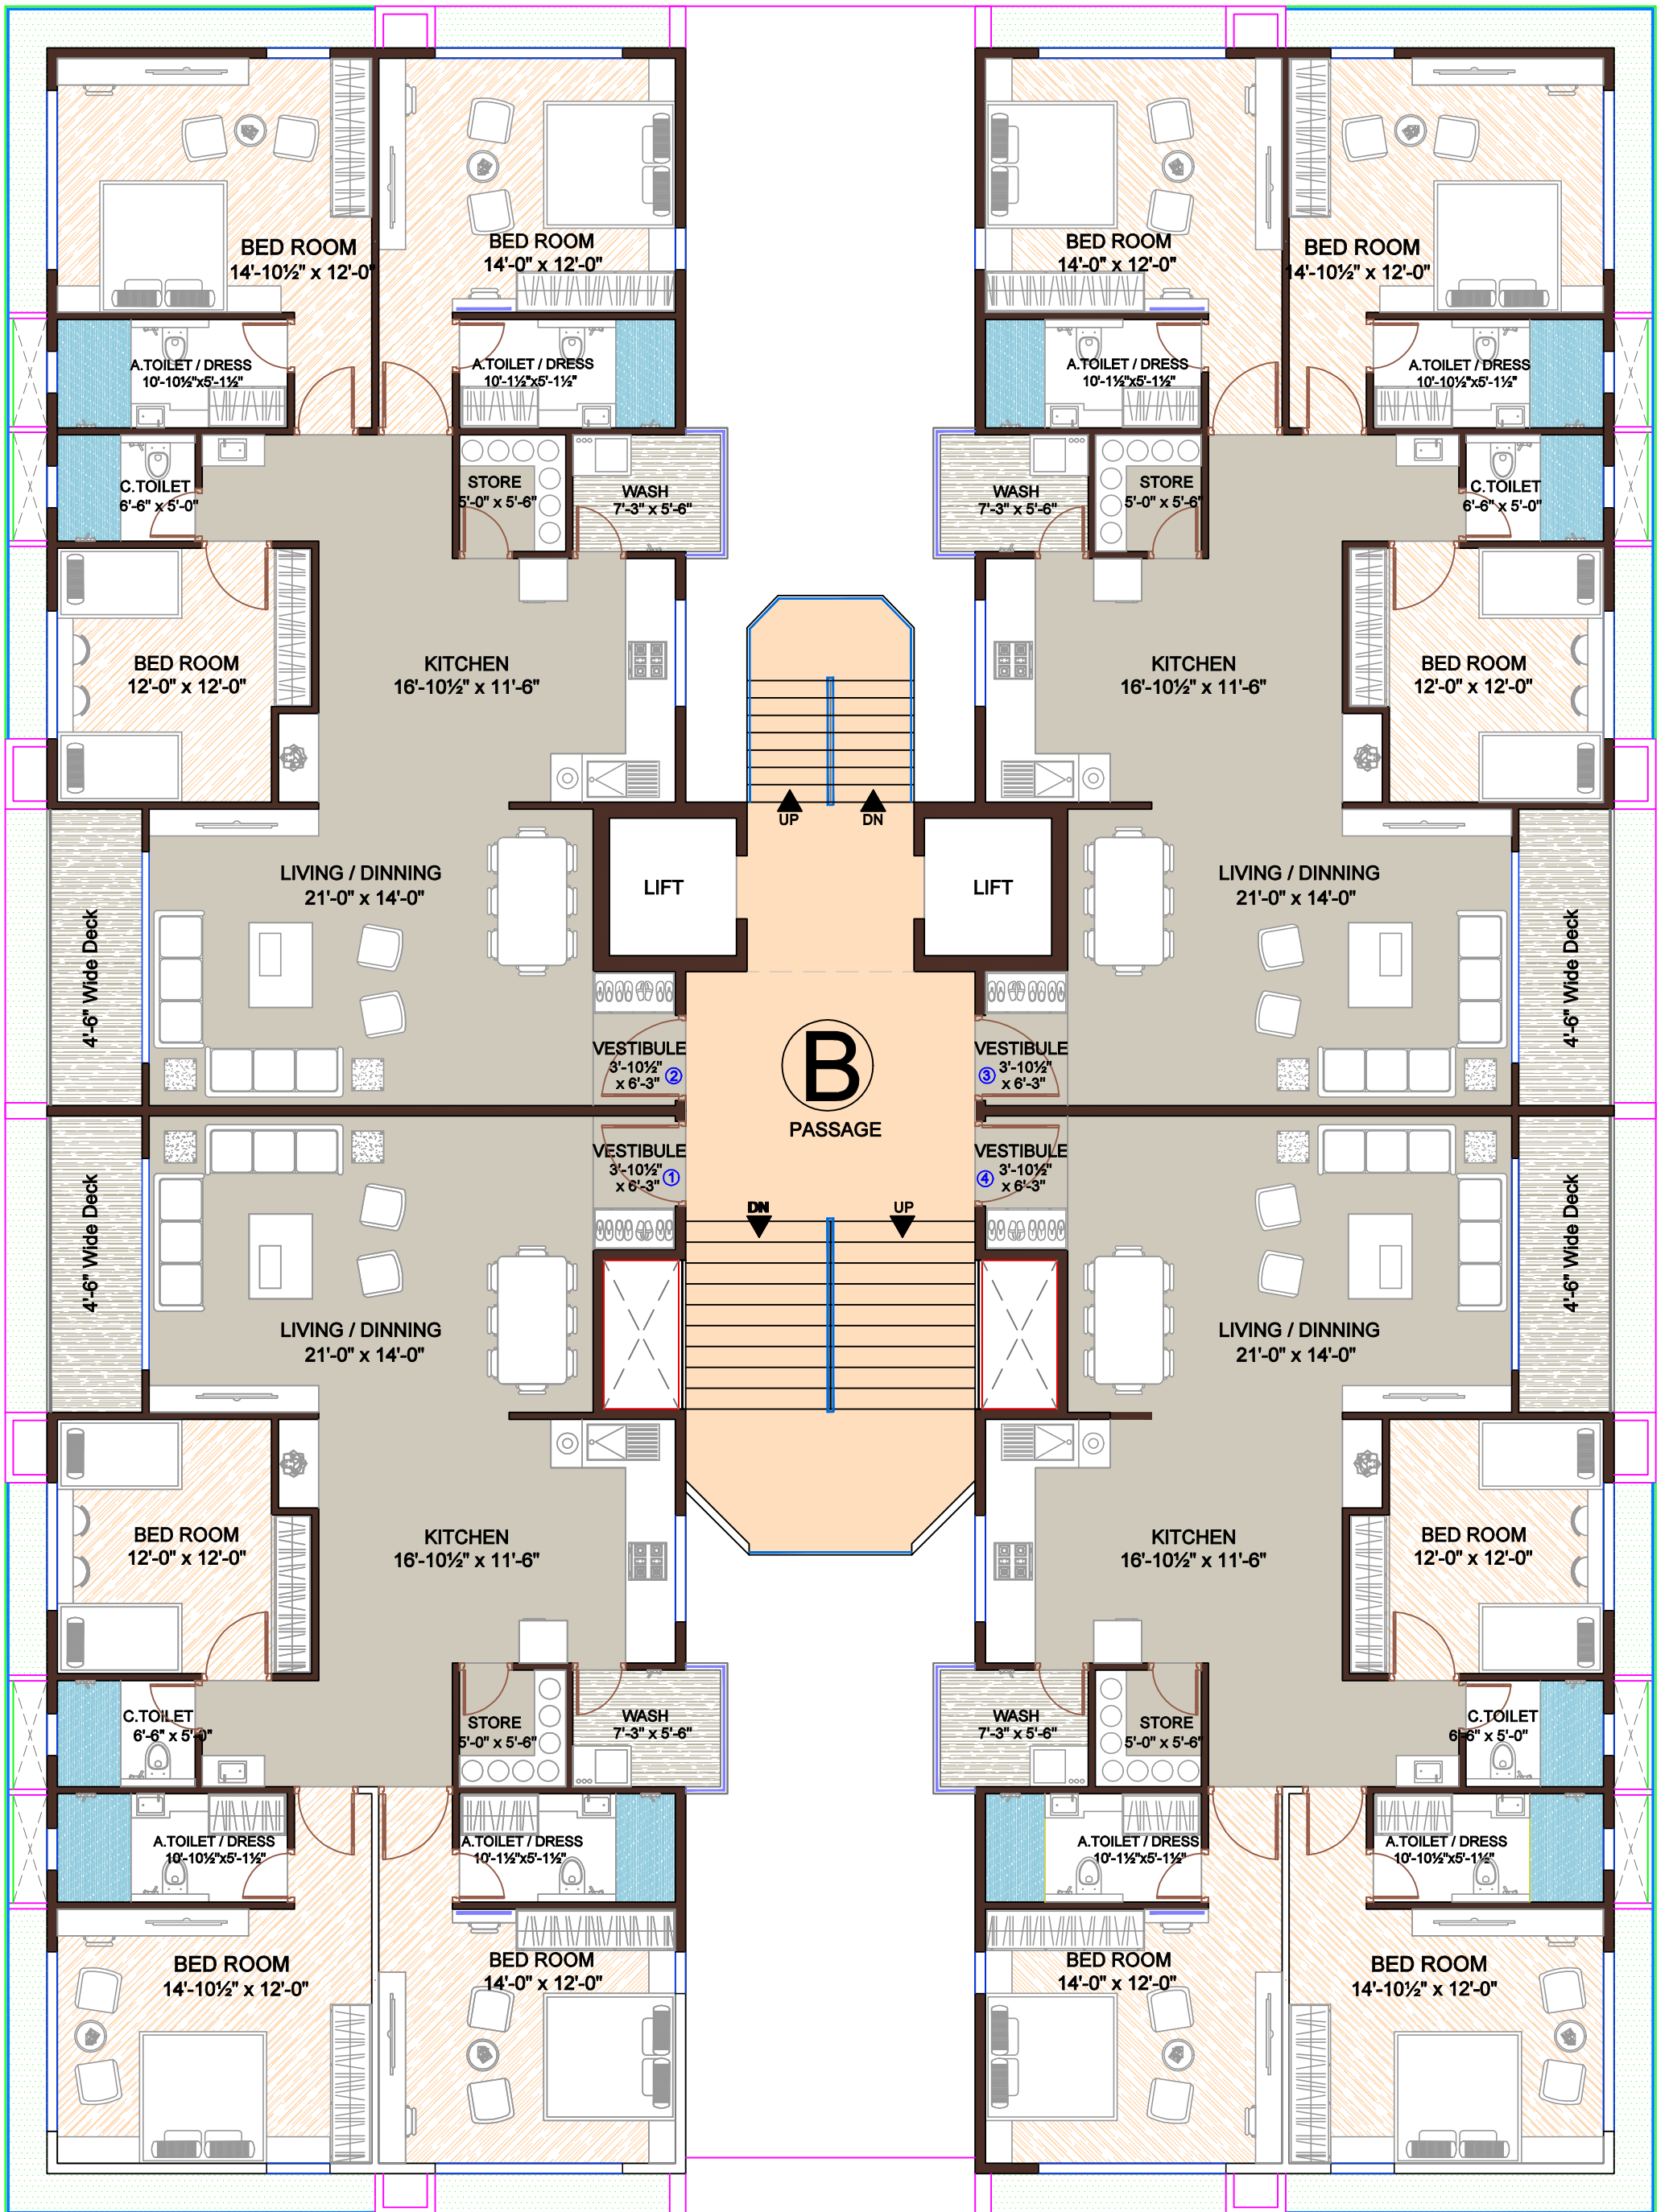 BED ROOM
14'-10½" x 12'-0"
BED ROOM
14'-0" x 12'-0"
BED ROOM
14'-0" x 12'-0"
BED ROOM
14'-10½" x 12'-0"
A.TOILET / DRESS
10'-10½"x5'-1½"
A.TOILET / DRESS
10'-1½"x5'-1½"
A.TOILET / DRESS
10'-1½"x5'-1½"
A.TOILET / DRESS
10'-10½"x5'-1½"
C.TOILET
6'-6" x 5'-0"
STORE
5'-0" x 5'-6"
WASH
7'-3" x 5'-6"
WASH
7'-3" x 5'-6"
STORE
5'-0" x 5'-6"
C.TOILET
6'-6" x 5'-0"
BED ROOM
12'-0" x 12'-0"
KITCHEN
16'-10½" x 11'-6"
KITCHEN
16'-10½" x 11'-6"
BED ROOM
12'-0" x 12'-0"
UP
DN
4'-6" Wide Deck
LIVING / DINNING
21'-0" x 14'-0"
LIFT
LIFT
LIVING / DINNING
21'-0" x 14'-0"
4'-6" Wide Deck
VESTIBULE
3'-10½"
x 6'-3"
2
B
PASSAGE
VESTIBULE
3'-10½"
x 6'-3"
3
VESTIBULE
3'-10½"
x 6'-3"
1
VESTIBULE
3'-10½"
x 6'-3"
4
DN
UP
4'-6" Wide Deck
LIVING / DINNING
21'-0" x 14'-0"
LIVING / DINNING
21'-0" x 14'-0"
4'-6" Wide Deck
BED ROOM
12'-0" x 12'-0"
KITCHEN
16'-10½" x 11'-6"
KITCHEN
16'-10½" x 11'-6"
BED ROOM
12'-0" x 12'-0"
C.TOILET
6'-6" x 5'-0"
STORE
5'-0" x 5'-6"
WASH
7'-3" x 5'-6"
WASH
7'-3" x 5'-6"
STORE
5'-0" x 5'-6"
C.TOILET
6'-6" x 5'-0"
A.TOILET / DRESS
10'-10½"x5'-1½"
A.TOILET / DRESS
10'-1½"x5'-1½"
A.TOILET / DRESS
10'-1½"x5'-1½"
A.TOILET / DRESS
10'-10½"x5'-1½"
BED ROOM
14'-10½" x 12'-0"
BED ROOM
14'-0" x 12'-0"
BED ROOM
14'-0" x 12'-0"
BED ROOM
14'-10½" x 12'-0"